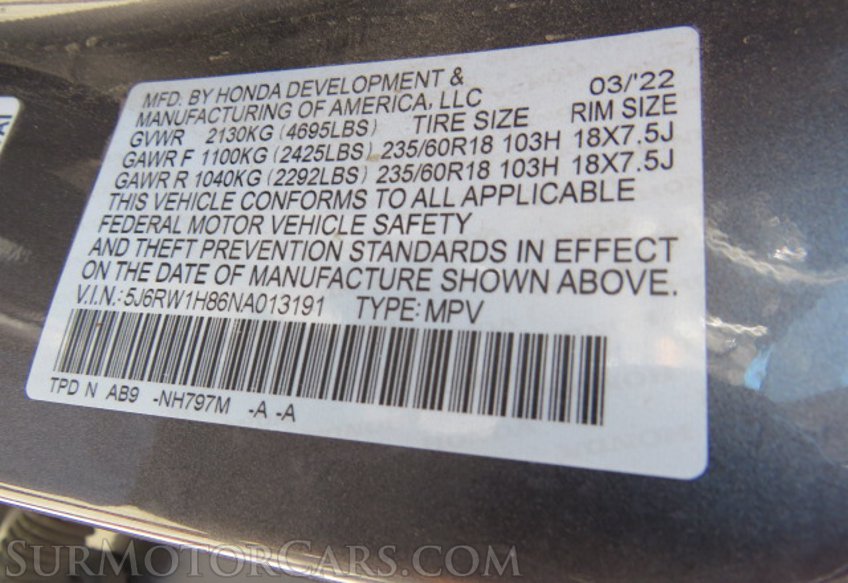 MFD. BY HONDA DEVELOPMENT &
MANUFACTURING OF AMERICA, LLC 03/'22
GVWR 2130KG (4695LBS) TIRE SIZE RIM SIZE
GAWR F 1100KG (2425LBS) 235/60R18 103H 18X7.5J
GAWR R 1040KG (2292LBS) 235/60R18 103H 18X7.5J
THIS VEHICLE CONFORMS TO ALL APPLICABLE
FEDERAL MOTOR VEHICLE SAFETY
AND THEFT PREVENTION STANDARDS IN EFFECT
ON THE DATE OF MANUFACTURE SHOWN ABOVE.
V.I.N.: 5J6RW1H86NA013191 TYPE: MPV
TPD N AB9 -NH797M -A -A
SurMotorCars.com